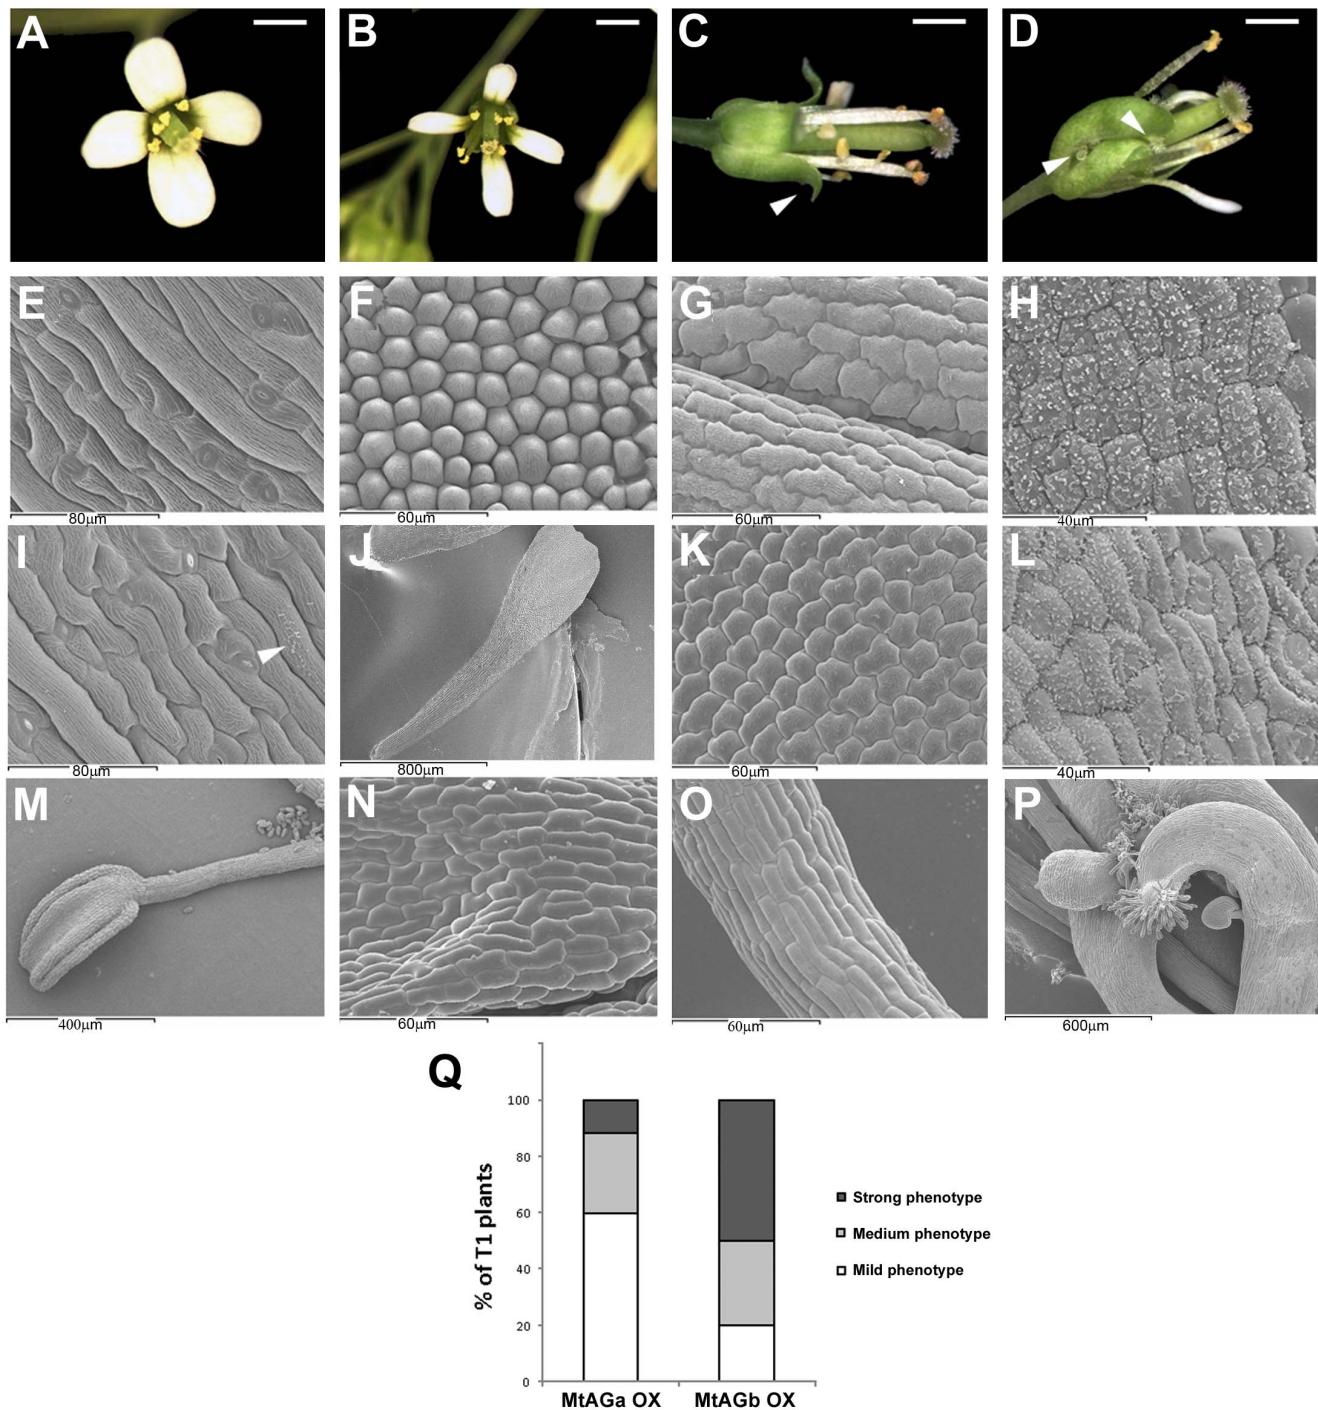 A B C D
E F G H
80μm 60μm 60μm 40μm
I J K L
80μm 800μm 60μm 40μm
M N O P
400μm 60μm 60μm 600μm
Q
% of T1 plants
100
80
60
40
20
0
MtAGa OX MtAGb OX
Strong phenotype
Medium phenotype
Mild phenotype